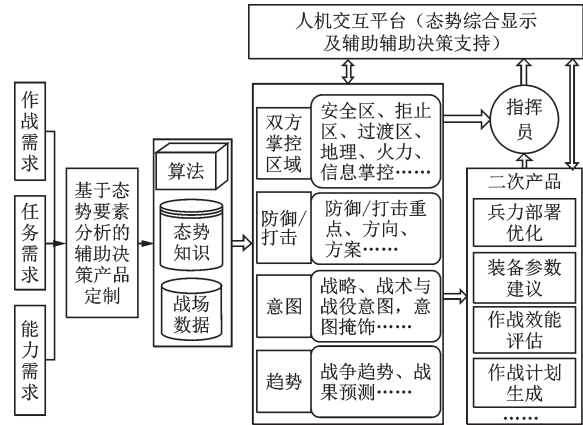 人机交互平台（态势综合显示
及辅助辅助决策支持）
作
战
需
求
任
务
需
求
能
力
需
求
基于态
势要素
分析的
辅助决
策产品
定制
算法
态势
知识
战场
数据
双方
掌控
区域
安全区、拒止
区、过渡区、
地理、火力、
信息掌控……
防御/
打击
防御/打击重
点、方向、
方案……
意图
战略、战术与
战役意图，意
图掩饰……
趋势
战争趋势、战
果预测……
指挥
员
二次产品
兵力部署
优化
装备参数
建议
作战效能
评估
作战计划
生成
……